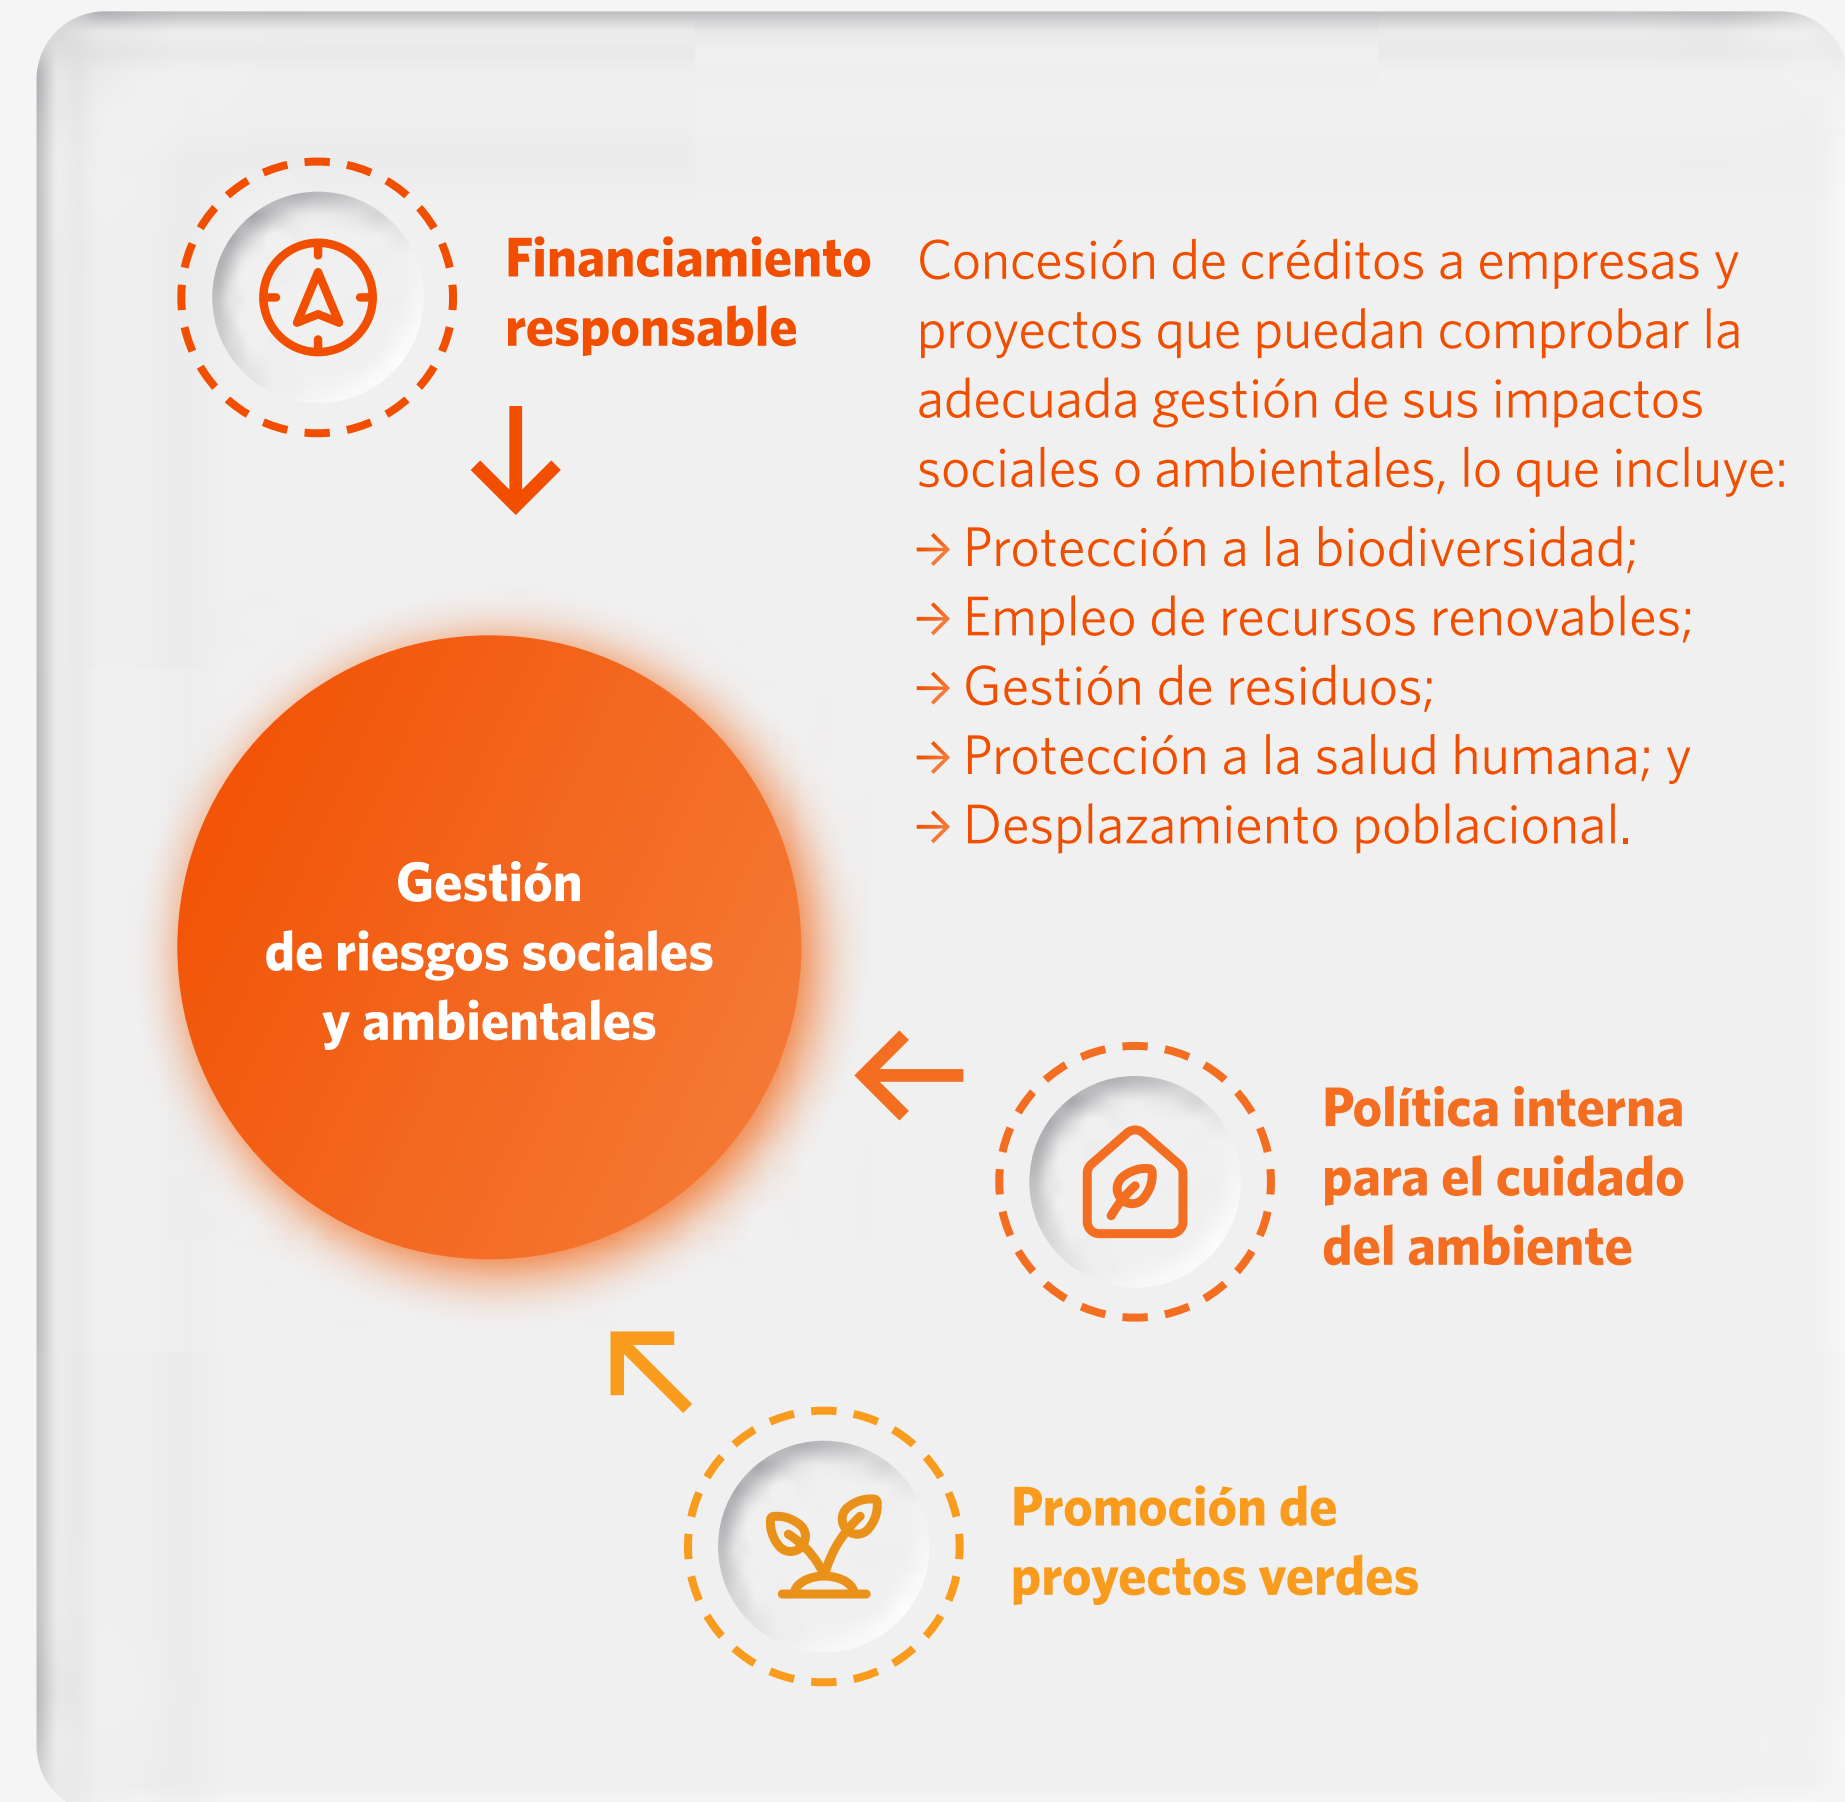 Financiamiento
responsable
Concesión de créditos a empresas y
proyectos que puedan comprobar la
adecuada gestión de sus impactos
sociales o ambientales, lo que incluye:
→ Protección a la biodiversidad;
→ Empleo de recursos renovables;
→ Gestión de residuos;
→ Protección a la salud humana; y
→ Desplazamiento poblacional.
Gestión
de riesgos sociales
y ambientales
Política interna
para el cuidado
del ambiente
Promoción de
proyectos verdes